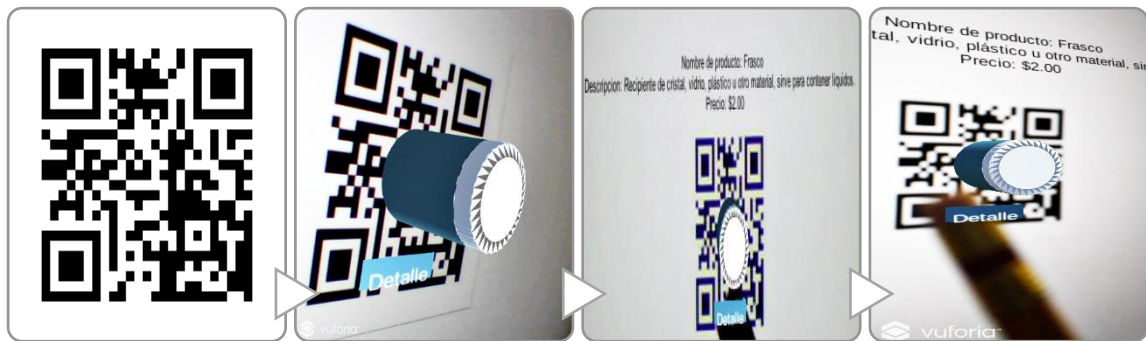 Detalle
vuforia
Nombre de producto: Frasco
Descripcion: Recipiente de cristal, vidrio, plástico u otro material, sirve para contener líquidos.
Precio: $2.00
Detalle
Nombre de producto: Frasco
tal, vidrio, plástico u otro material, sir
Precio: $2.00
Detalle
vuforia